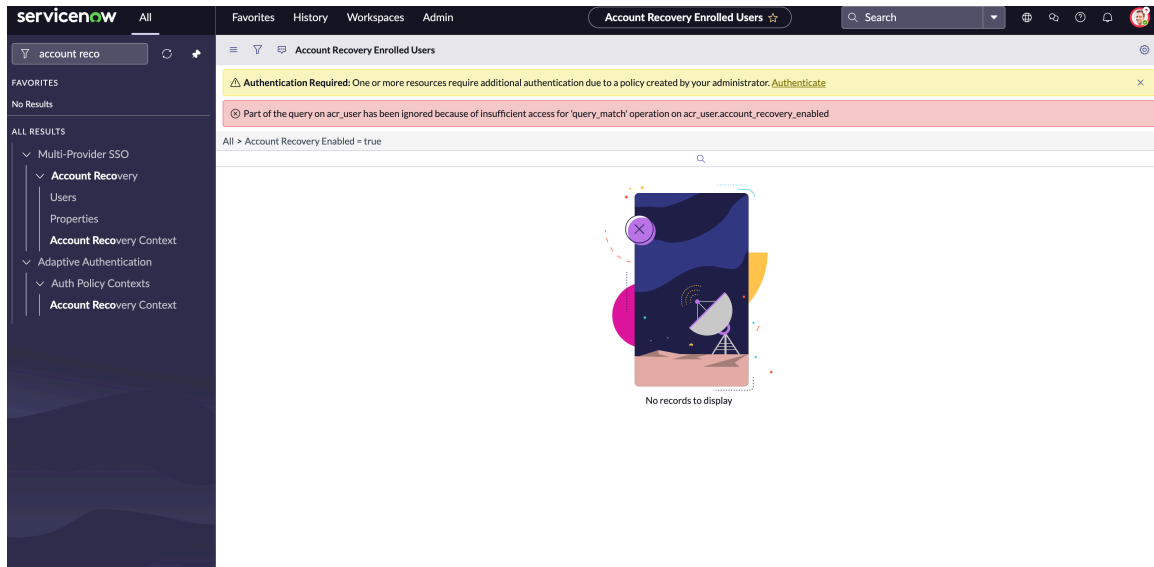 servicenow All Favorites History Workspaces Admin Account Recovery Enrolled Users Search
account reco
FAVORITES
No Results
ALL RESULTS
Multi-Provider SSO
Account Recovery
Users
Properties
Account Recovery Context
Adaptive Authentication
Auth Policy Contexts
Account Recovery Context
Account Recovery Enrolled Users
Authentication Required: One or more resources require additional authentication due to a policy created by your administrator. Authenticate
Part of the query on acr_user has been ignored because of insufficient access for 'query_match' operation on acr_user.account_recovery_enabled
All > Account Recovery Enabled = true
No records to display